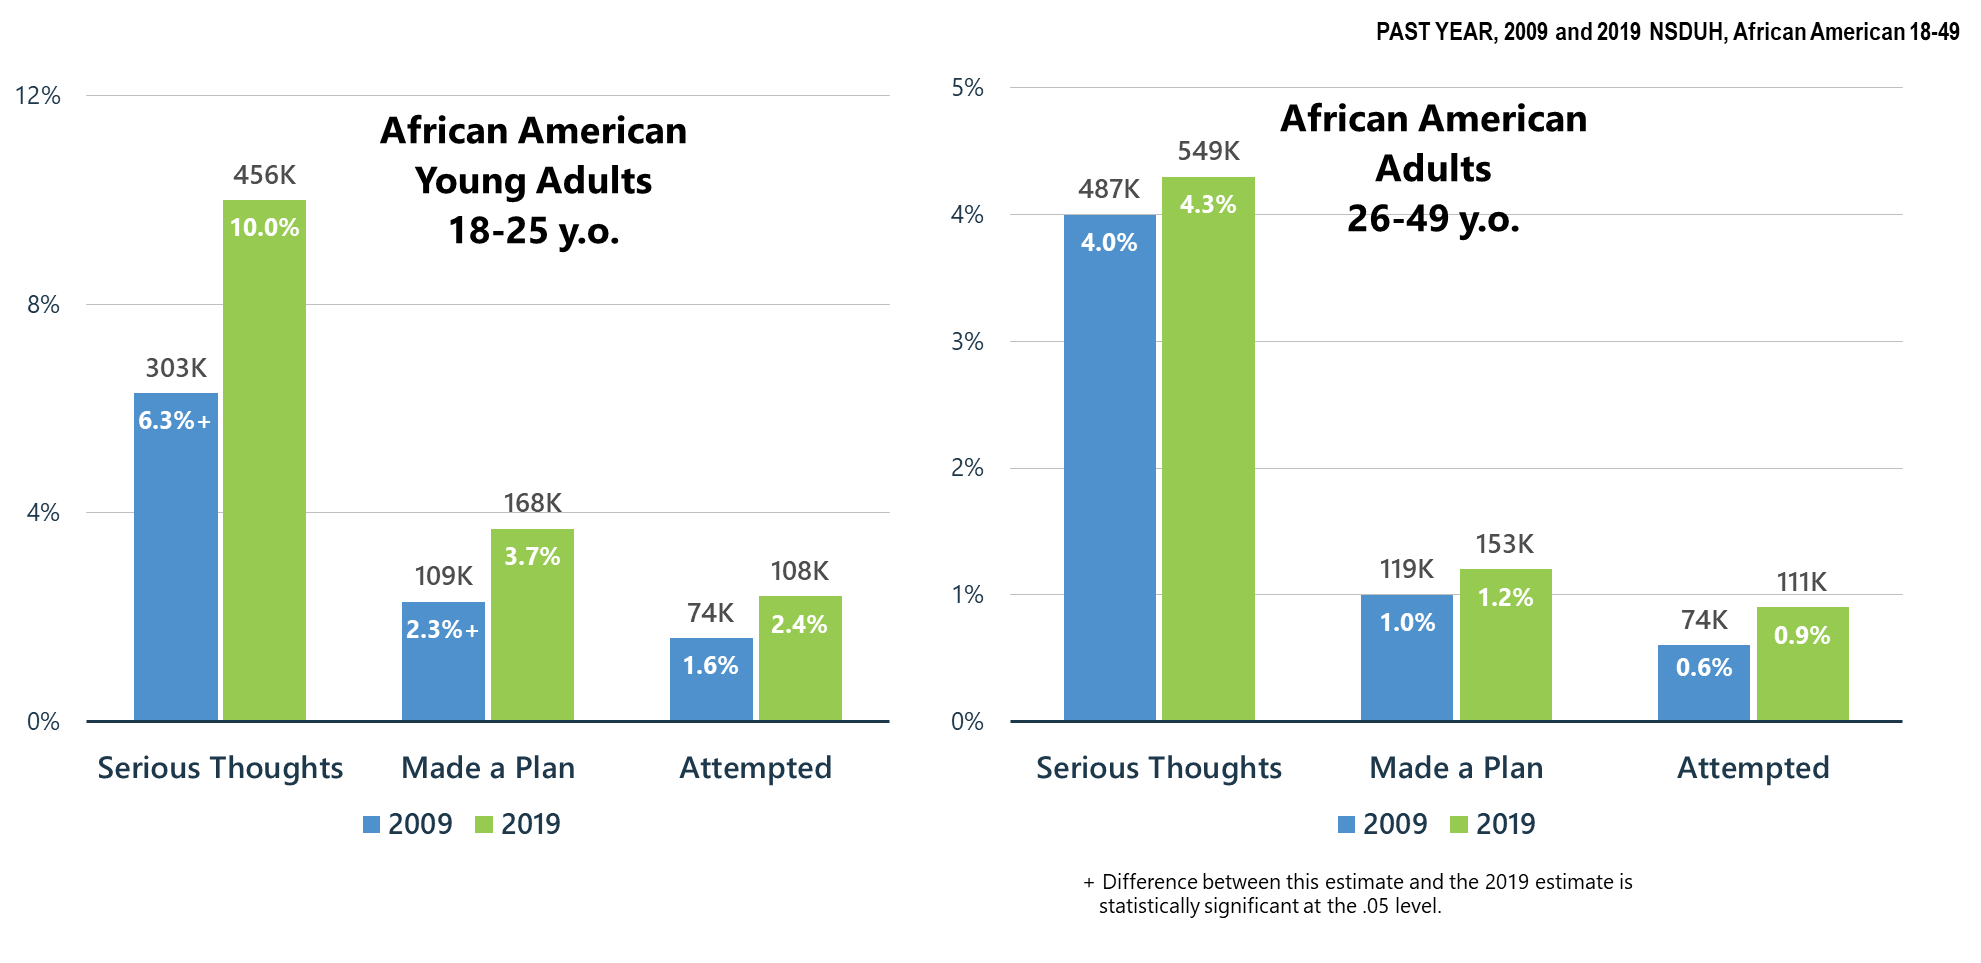 PAST YEAR, 2009 and 2019 NSDUH, African American 18-49
African American
Young Adults
18-25 y.o.
12%
8%
4%
0%
303K
6.3%+
456K
10.0%
109K
2.3%+
168K
3.7%
74K
1.6%
108K
2.4%
Serious Thoughts
Made a Plan
Attempted
2009
2019
African American
Adults
26-49 y.o.
5%
4%
3%
2%
1%
0%
487K
4.0%
549K
4.3%
119K
1.0%
153K
1.2%
74K
0.6%
111K
0.9%
Serious Thoughts
Made a Plan
Attempted
2009
2019
+ Difference between this estimate and the 2019 estimate is
statistically significant at the .05 level.